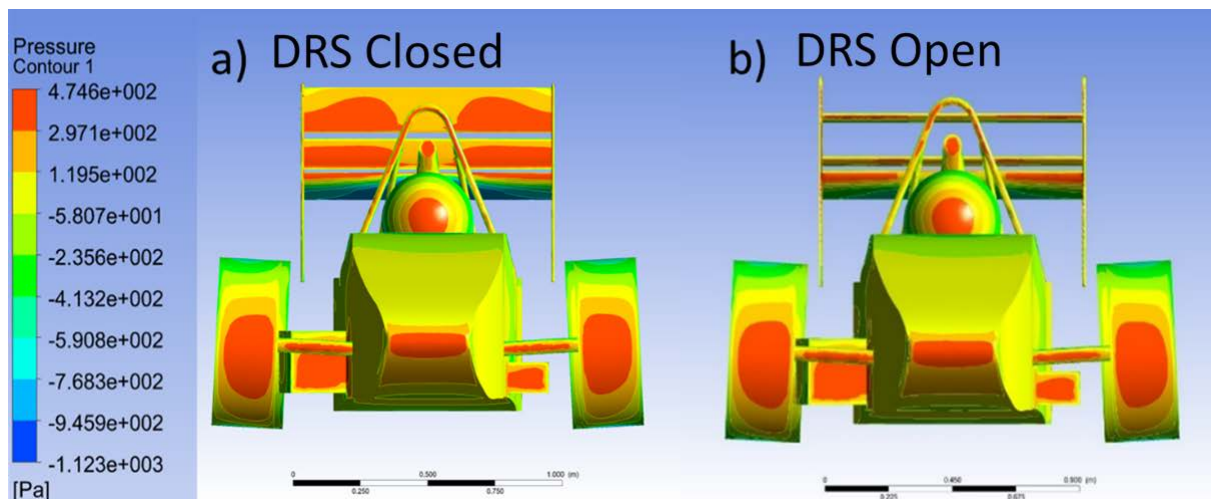 Pressure
Contour 1
4.746e+002
2.971e+002
1.195e+002
-5.807e+001
-2.356e+002
-4.132e+002
-5.908e+002
-7.683e+002
-9.459e+002
-1.123e+003
[Pa]
a) DRS Closed
0 0.500 1.000 (m)
0.250 0.750
b) DRS Open
0 0.450 0.900 (m)
0.225 0.675